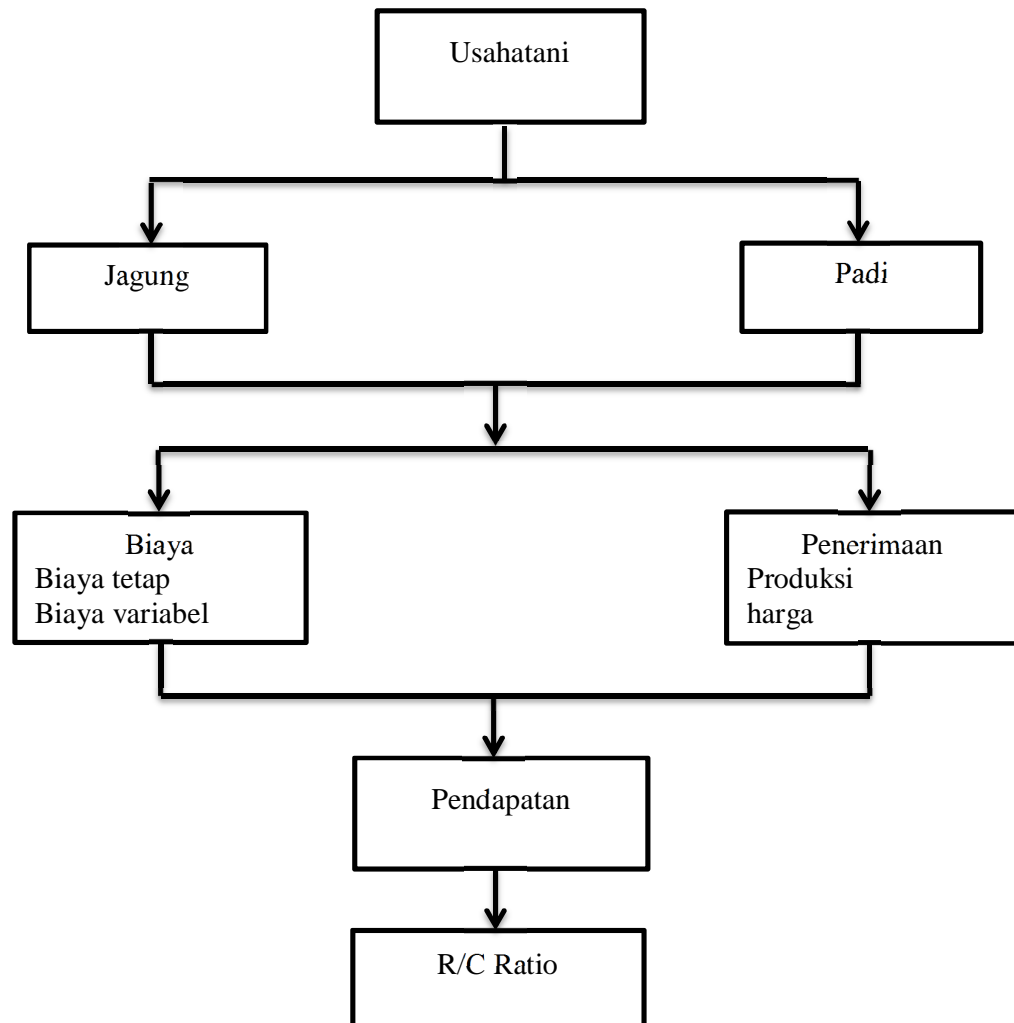 Usahatani
Jagung
Padi
Biaya
Biaya tetap
Biaya variabel
Penerimaan
Produksi
harga
Pendapatan
R/C Ratio